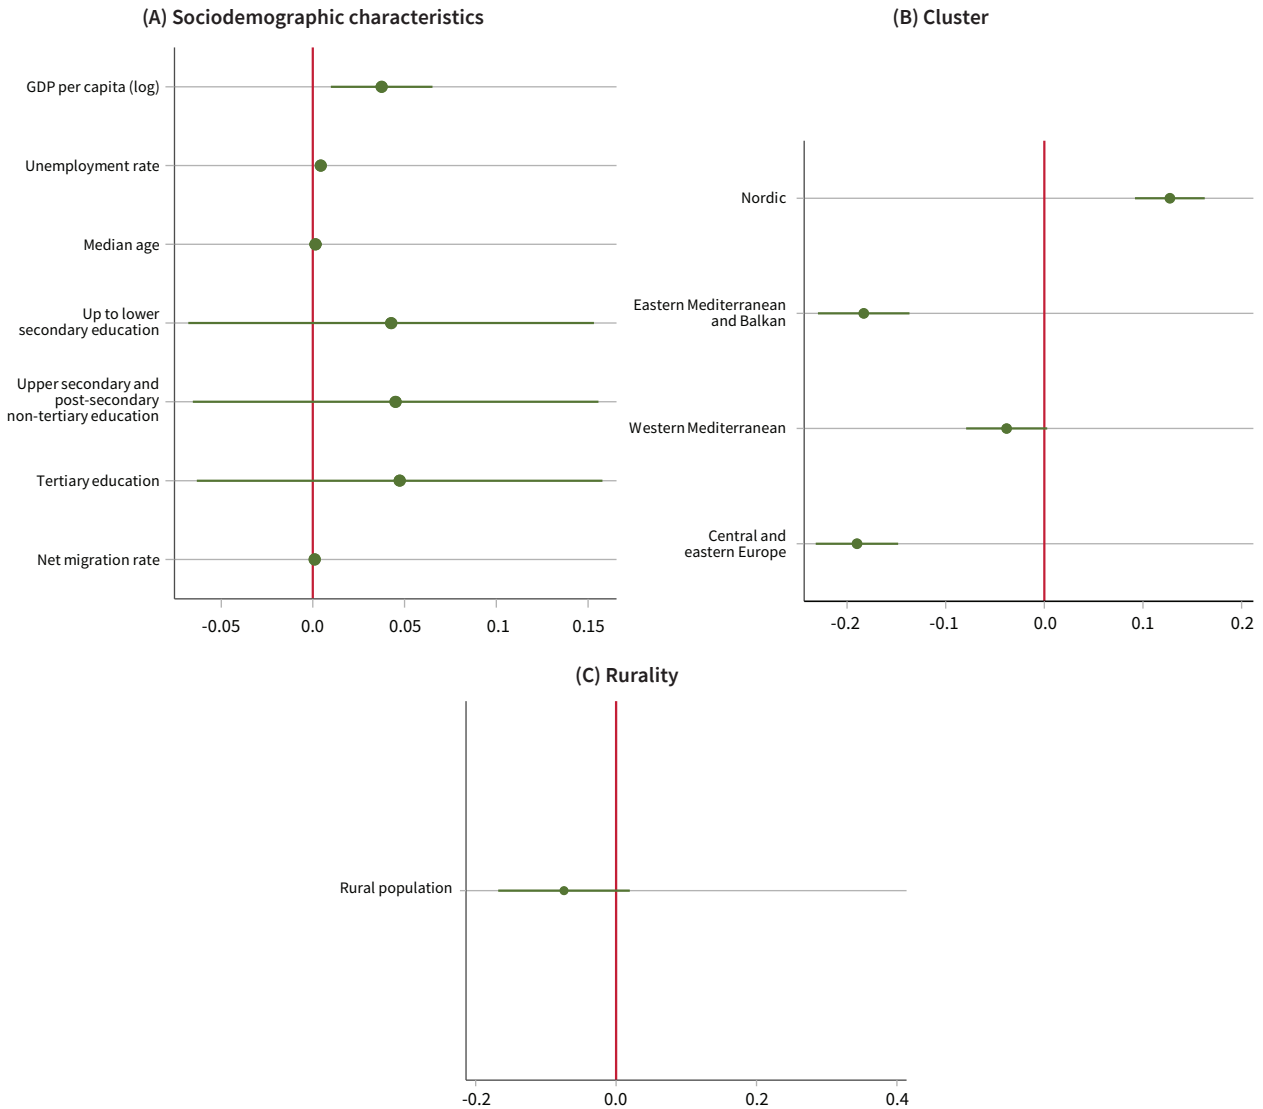 (A) Sociodemographic characteristics
GDP per capita (log)
Unemployment rate
Median age
Up to lower
secondary education
Upper secondary and
post-secondary
non-tertiary education
Tertiary education
Net migration rate
-0.05 0.0 0.05 0.1 0.15
(B) Cluster
Nordic
Eastern Mediterranean
and Balkan
Western Mediterranean
Central and
eastern Europe
-0.2 -0.1 0.0 0.1 0.2
(C) Rurality
Rural population
-0.2 0.0 0.2 0.4